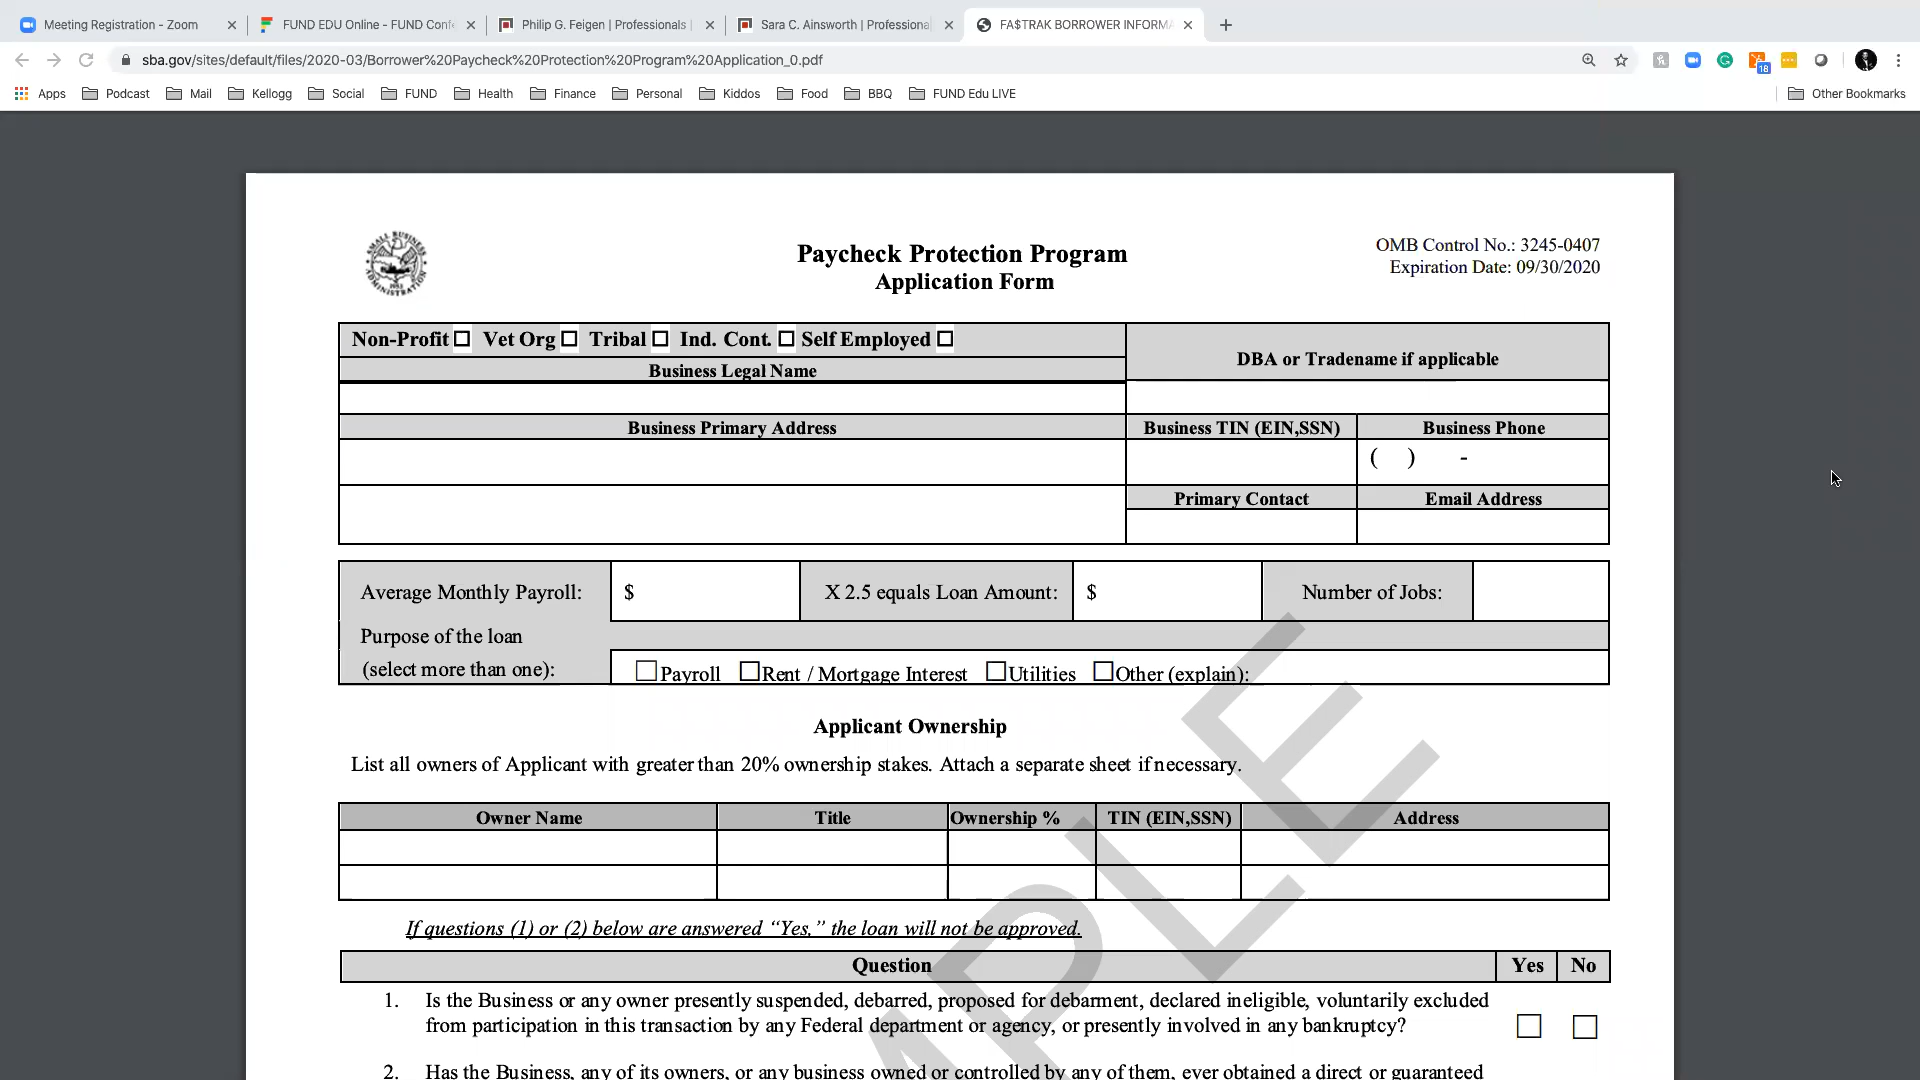 Meeting Registration - Zoom
FUND EDU Online - FUND Conf
Philip G. Feigen | Professionals |
Sara C. Ainsworth | Professiona
FA$TRAK BORROWER INFORMA
sba.gov/sites/default/files/2020-03/Borrower%20Paycheck%20Protection%20Program%20Application_0.pdf
18
Apps Podcast Mail Kellogg Social FUND Health Finance Personal Kiddos Food BBQ FUND Edu LIVE Other Bookmarks
SMALL BUSINESS ADMINISTRATION
1953
Paycheck Protection Program
Application Form
OMB Control No.: 3245-0407
Expiration Date: 09/30/2020
Non-Profit ☐ Vet Org ☐ Tribal ☐ Ind. Cont. ☐ Self Employed ☐
DBA or Tradename if applicable
Business Legal Name
Business Primary Address Business TIN (EIN,SSN) Business Phone
( ) -
Primary Contact Email Address
Average Monthly Payroll: $ X 2.5 equals Loan Amount: $ Number of Jobs:
Purpose of the loan
(select more than one): ☐Payroll ☐Rent / Mortgage Interest ☐Utilities ☐Other (explain):
Applicant Ownership
List all owners of Applicant with greater than 20% ownership stakes. Attach a separate sheet if necessary.
Owner Name Title Ownership % TIN (EIN,SSN) Address
If questions (1) or (2) below are answered “Yes,” the loan will not be approved.
Question Yes No
1. Is the Business or any owner presently suspended, debarred, proposed for debarment, declared ineligible, voluntarily excluded
from participation in this transaction by any Federal department or agency, or presently involved in any bankruptcy? ☐ ☐
2. Has the Business, any of its owners, or any business owned or controlled by any of them, ever obtained a direct or guaranteed
MPLE